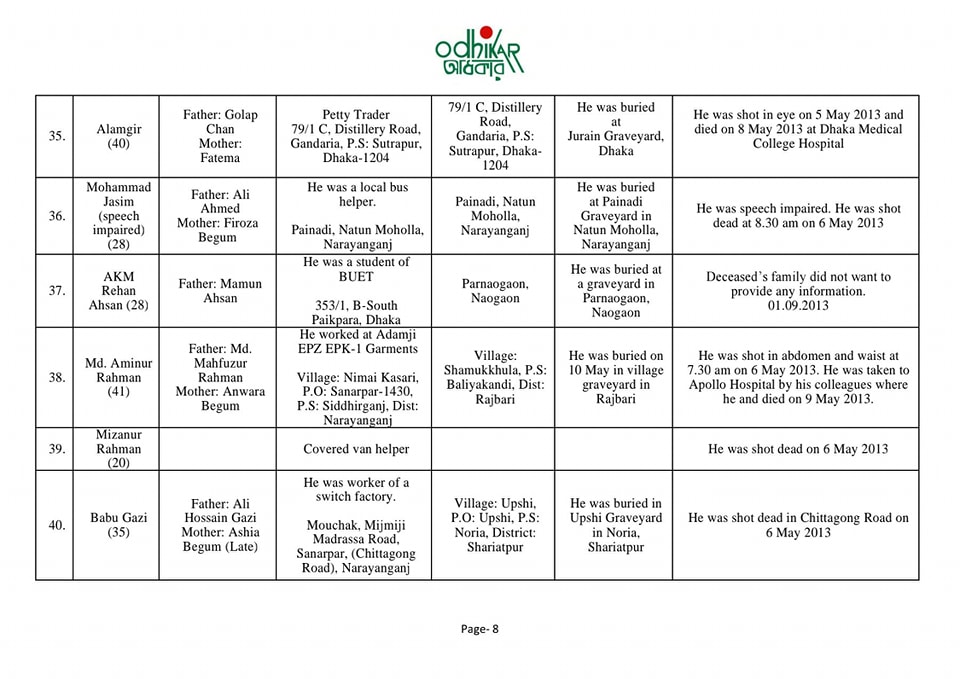 ODHIKAR
অধিকার
35.
Alamgir
(40)
Father: Golap
Chan
Mother:
Fatema
Petty Trader
79/1 C, Distillery Road,
Gandaria, P.S: Sutrapur,
Dhaka-1204
79/1 C, Distillery
Road,
Gandaria, P.S:
Sutrapur, Dhaka-
1204
He was buried
at
Jurain Graveyard,
Dhaka
He was shot in eye on 5 May 2013 and
died on 8 May 2013 at Dhaka Medical
College Hospital
36.
Mohammad
Jasim
(speech
impaired)
(28)
Father: Ali
Ahmed
Mother: Firoza
Begum
He was a local bus
helper.
Painadi, Natun Moholla,
Narayanganj
Painadi, Natun
Moholla,
Narayanganj
He was buried
at Painadi
Graveyard in
Natun Moholla,
Narayanganj
He was speech impaired. He was shot
dead at 8.30 am on 6 May 2013
37.
AKM
Rehan
Ahsan (28)
Father: Mamun
Ahsan
He was a student of
BUET
353/1, B-South
Paikpara, Dhaka
Parnaogaon,
Naogaon
He was buried at
a graveyard in
Parnaogaon,
Naogaon
Deceased’s family did not want to
provide any information.
01.09.2013
38.
Md. Aminur
Rahman
(41)
Father: Md.
Mahfuzur
Rahman
Mother: Anwara
Begum
He worked at Adamji
EPZ EPK-1 Garments
Village: Nimai Kasari,
P.O: Sanarpar-1430,
P.S: Siddhirganj, Dist:
Narayanganj
Village:
Shamukkhula, P.S:
Baliyakandi, Dist:
Rajbari
He was buried on
10 May in village
graveyard in
Rajbari
He was shot in abdomen and waist at
7.30 am on 6 May 2013. He was taken to
Apollo Hospital by his colleagues where
he and died on 9 May 2013.
39.
Mizanur
Rahman
(20)
Covered van helper
He was shot dead on 6 May 2013
40.
Babu Gazi
(35)
Father: Ali
Hossain Gazi
Mother: Ashia
Begum (Late)
He was worker of a
switch factory.
Mouchak, Mijmiji
Madrassa Road,
Sanarpar, (Chittagong
Road), Narayanganj
Village: Upshi,
P.O: Upshi, P.S:
Noria, District:
Shariatpur
He was buried in
Upshi Graveyard
in Noria,
Shariatpur
He was shot dead in Chittagong Road on
6 May 2013
Page- 8